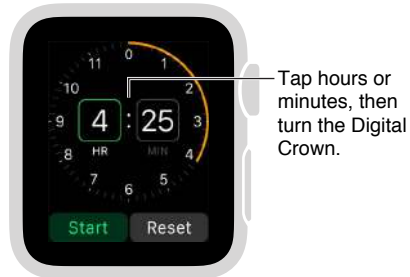 0
11 1
10 2
9 4 : 25 3
HR MIN
8 4
7 5
6
Start Reset
Tap hours or
minutes, then
turn the Digital
Crown.